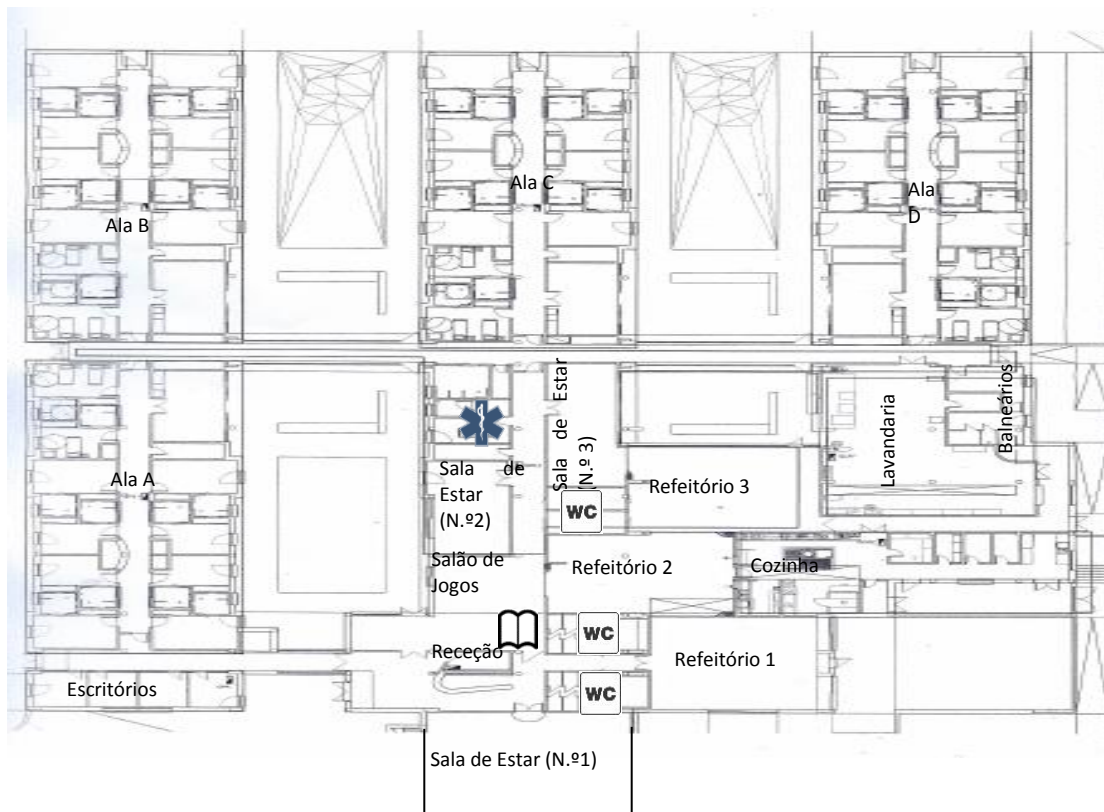 Ala C
Ala
D
Ala B
Sala de Estar
(N.º 3)
Lavandaria
Balneários
Ala A
Sala de
Estar
(N.º2)
Refeitório 3
WC
Salão de
Jogos
Refeitório 2
Cozinha
WC
Receção
Refeitório 1
Escritórios
WC
Sala de Estar (N.º1)